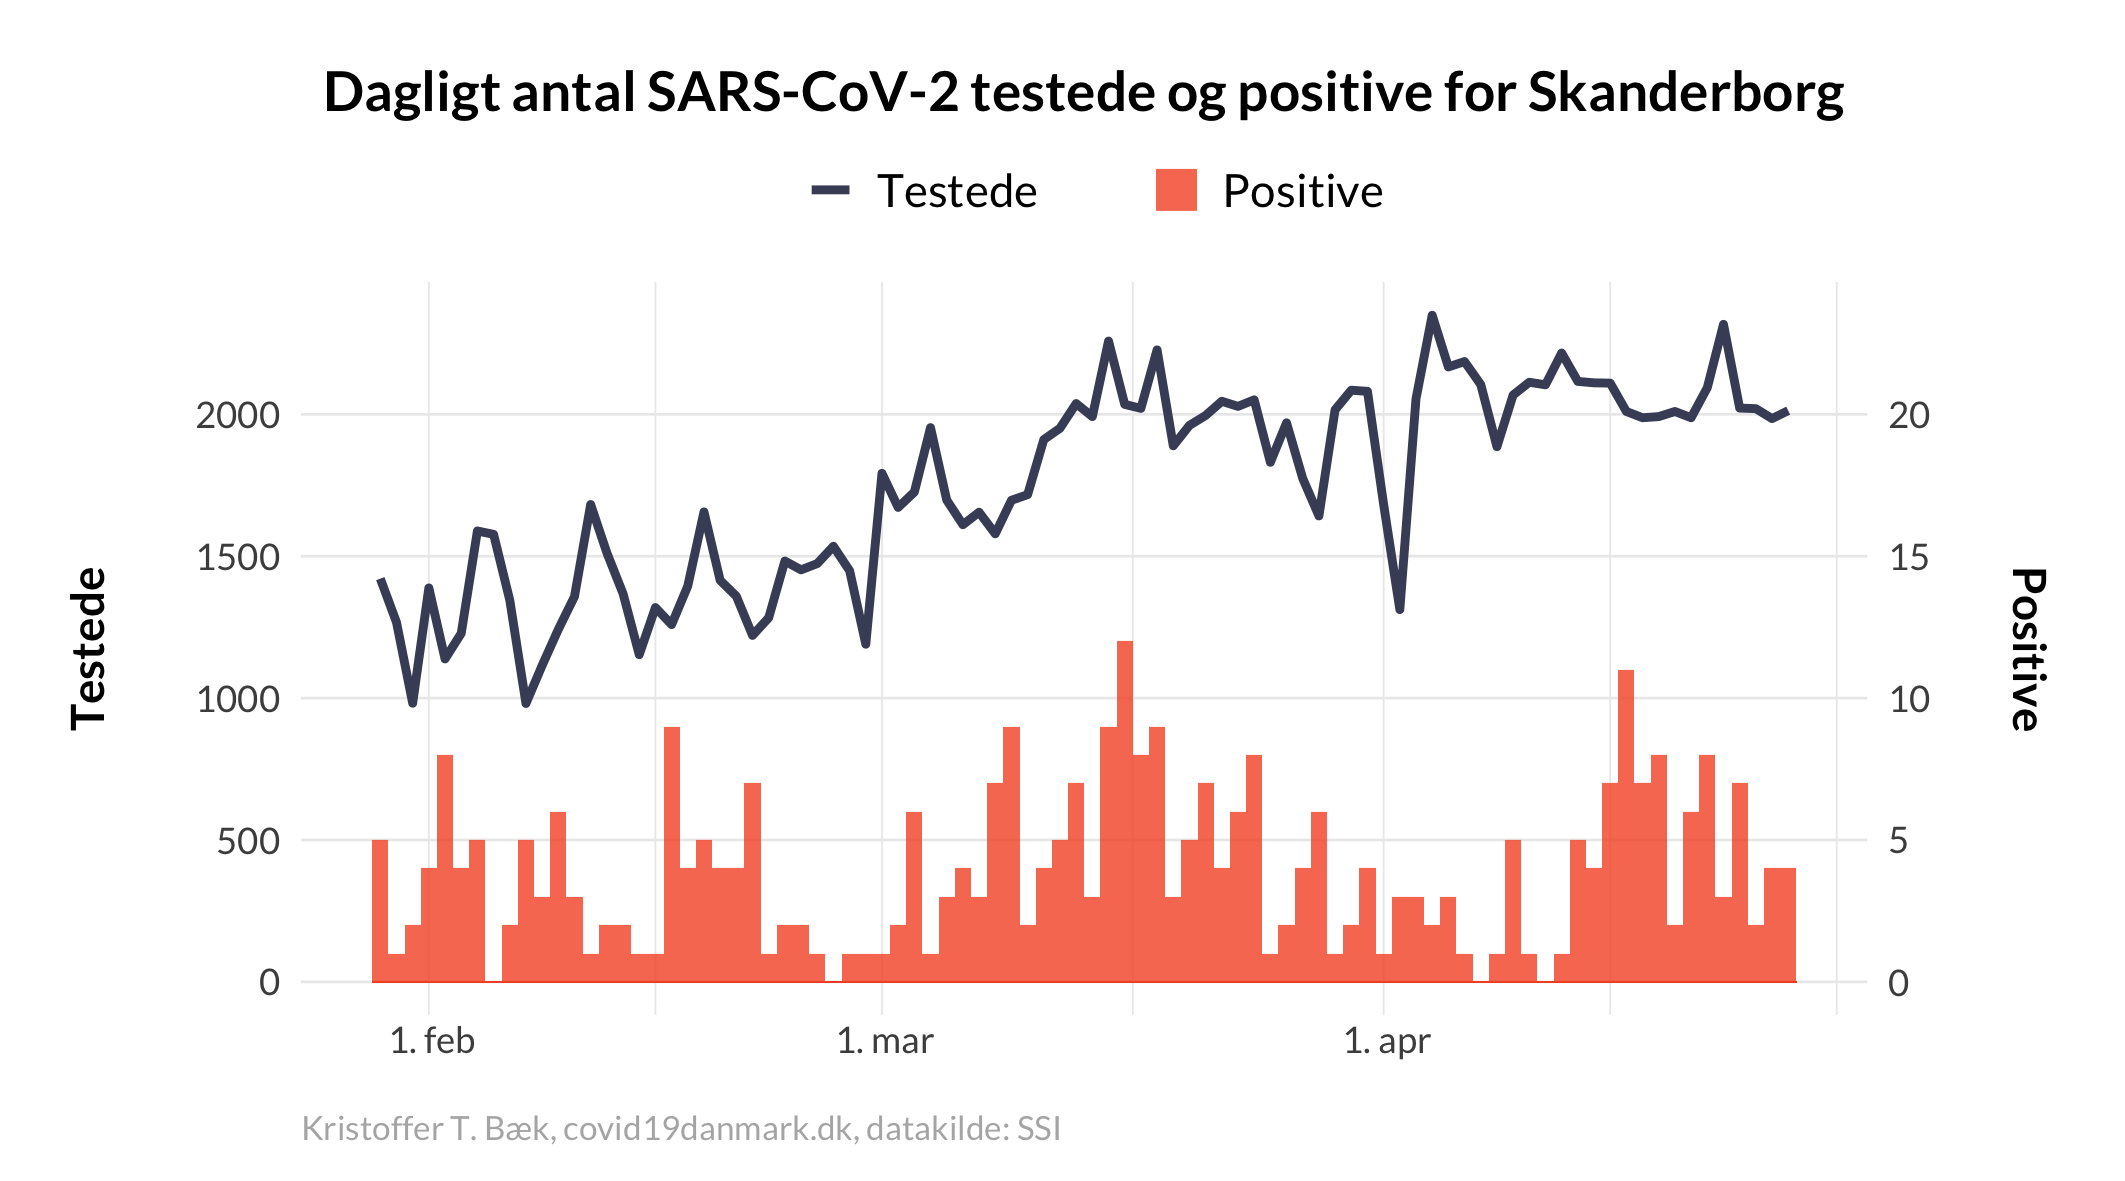 Dagligt antal SARS-CoV-2 testede og positive for Skanderborg
Testede
Positive
Testede
2000
1500
1000
500
0
20
15
10
5
0
Positive
1. feb
1. mar
1. apr
Kristoffer T. Bæk, covid19danmark.dk, datakilde: SSI